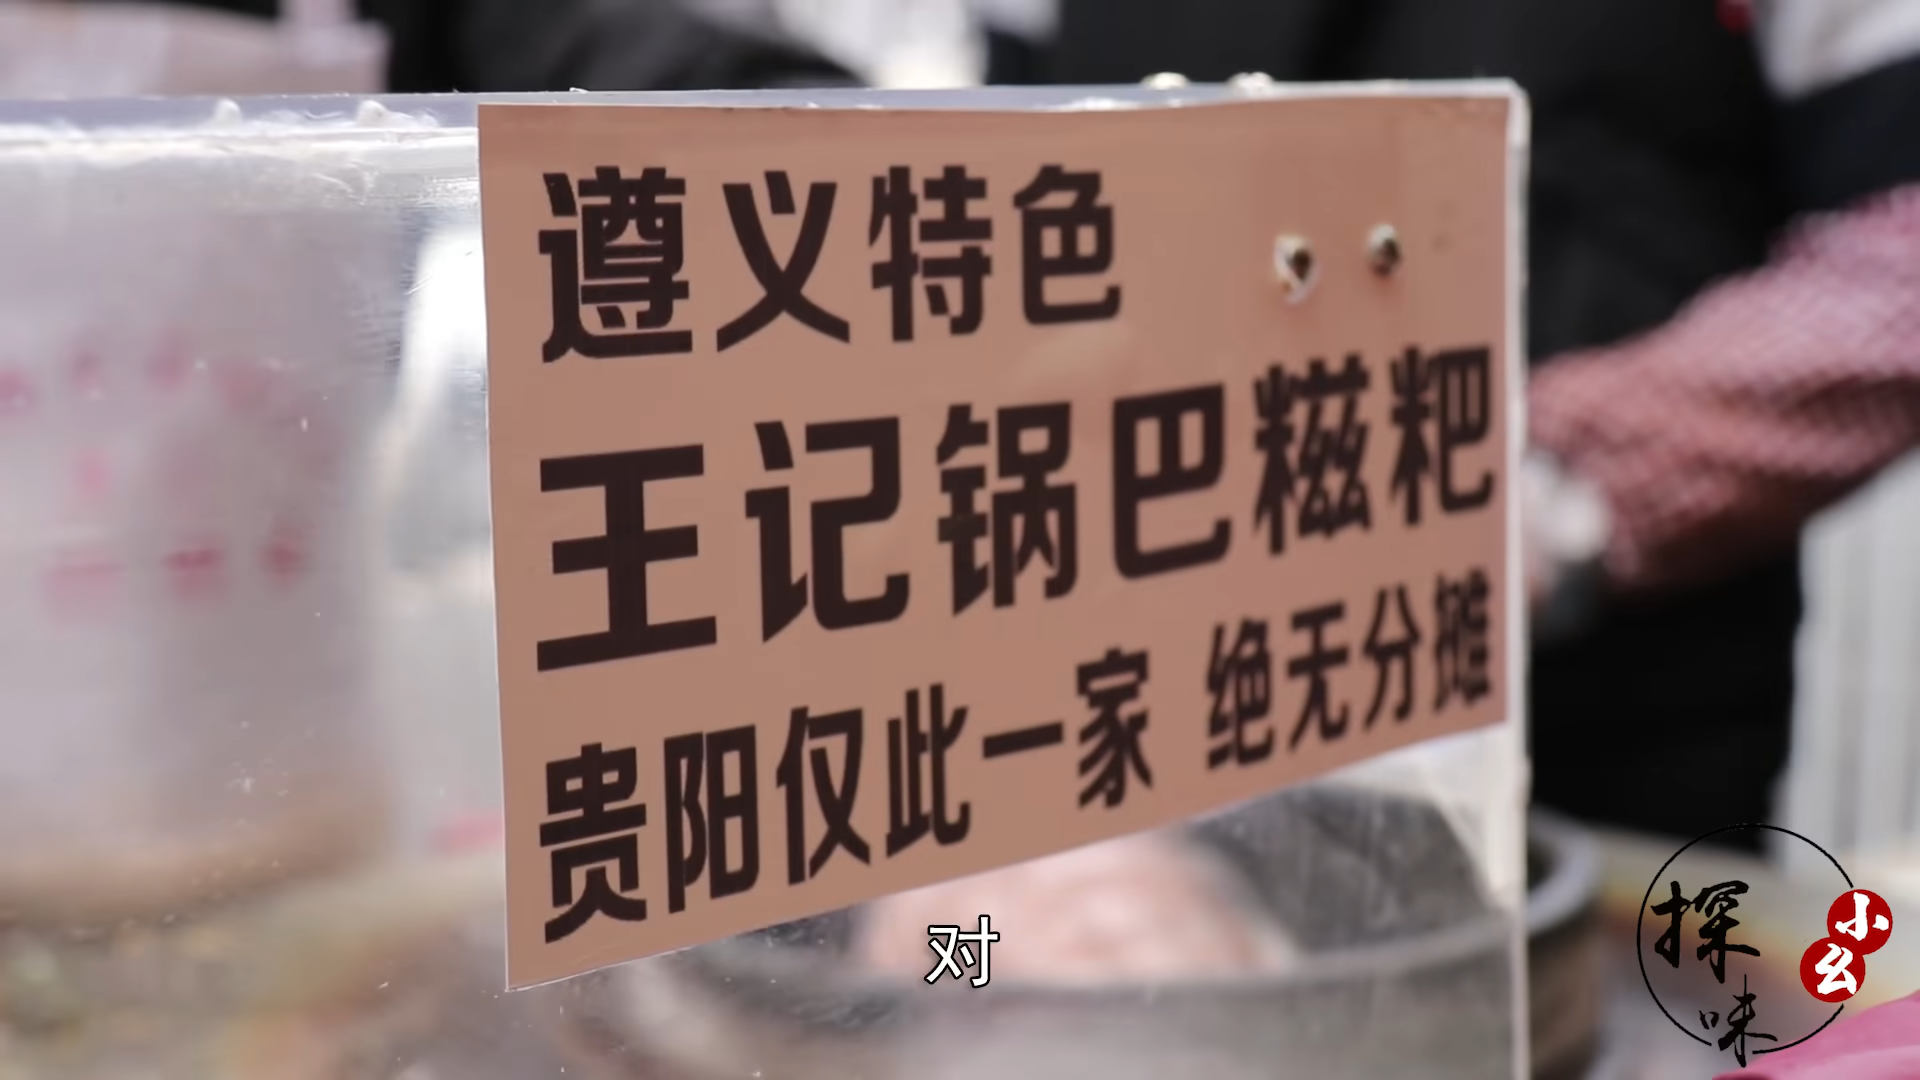 遵义特色
王记锅巴糍粑
贵阳仅此一家 绝无分摊
对
探味
小幺